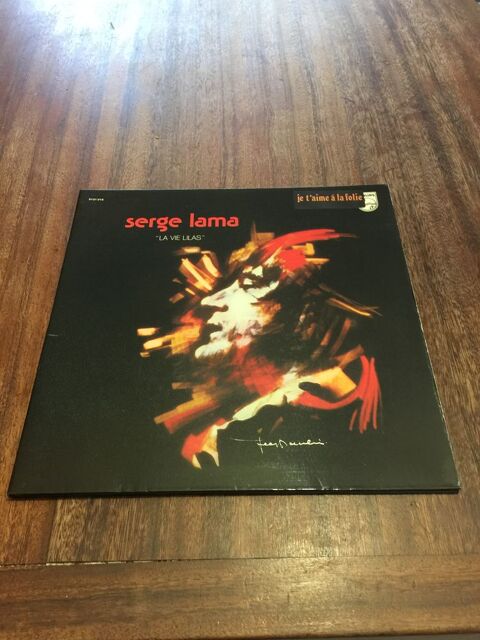 je t'aime à la folie
serge lama
"LA VIE LILAS"